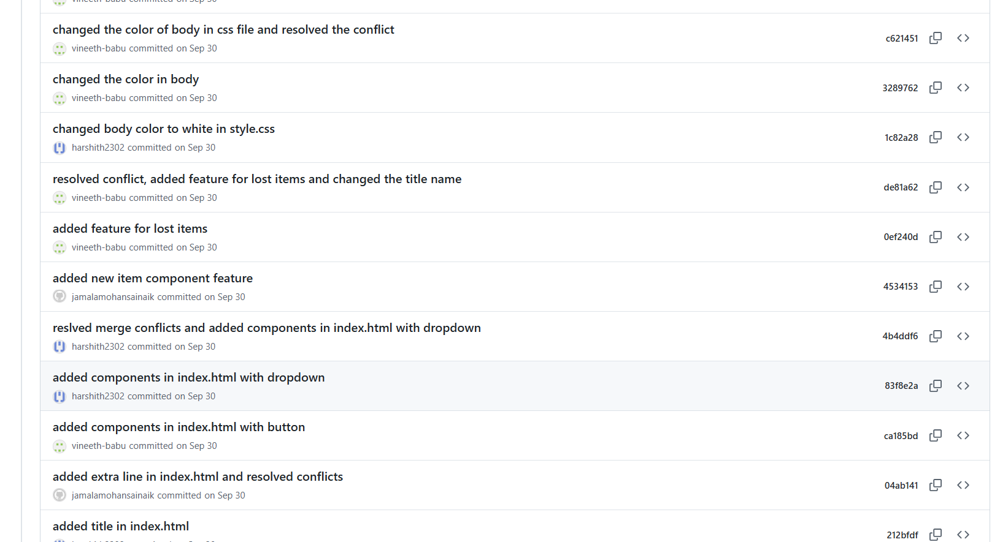 vineeth-babu committed on Sep 30
changed the color of body in css file and resolved the conflict
vineeth-babu committed on Sep 30
c621451
changed the color in body
vineeth-babu committed on Sep 30
3289762
changed body color to white in style.css
harshith2302 committed on Sep 30
1c82a28
resolved conflict, added feature for lost items and changed the title name
vineeth-babu committed on Sep 30
de81a62
added feature for lost items
vineeth-babu committed on Sep 30
0ef240d
added new item component feature
jamalamohansainaik committed on Sep 30
4534153
reslved merge conflicts and added components in index.html with dropdown
harshith2302 committed on Sep 30
4b4ddf6
added components in index.html with dropdown
harshith2302 committed on Sep 30
83f8e2a
added components in index.html with button
vineeth-babu committed on Sep 30
ca185bd
added extra line in index.html and resolved conflicts
jamalamohansainaik committed on Sep 30
04ab141
added title in index.html
212bfdf